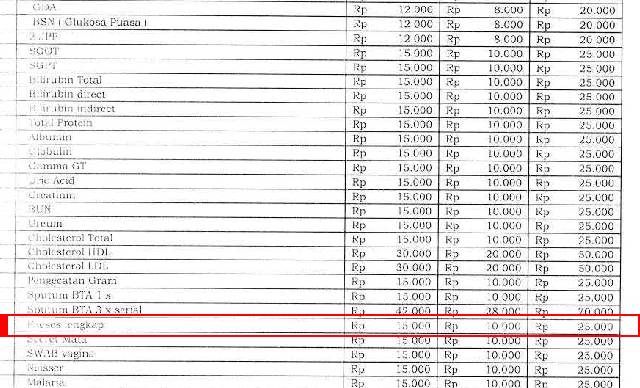 GDA Rp 12.000 Rp 8.000 Rp 20.000
BSN ( Glukosa Puasa ) Rp 12.000 Rp 8.000 Rp 20.000
2 JPP Rp 12.000 Rp 8.000 Rp 20.000
SGOT Rp 15.000 Rp 10.000 Rp 25.000
SGPT Rp 15.000 Rp 10.000 Rp 25.000
Bilirubin Total Rp 15.000 Rp 10.000 Rp 25.000
Bilirubin direct Rp 15.000 Rp 10.000 Rp 25.000
Bilirubin indirect Rp 15.000 Rp 10.000 Rp 25.000
Total Protein Rp 15.000 Rp 10.000 Rp 25.000
Albumin Rp 15.000 Rp 10.000 Rp 25.000
Globulin Rp 15.000 Rp 10.000 Rp 25.000
Gamma GT Rp 15.000 Rp 10.000 Rp 25.000
Uric Acid Rp 15.000 Rp 10.000 Rp 25.000
Creatinin Rp 15.000 Rp 10.000 Rp 25.000
BUN Rp 15.000 Rp 10.000 Rp 25.000
Ureum Rp 15.000 Rp 10.000 Rp 25.000
Cholesterol Total Rp 15.000 Rp 10.000 Rp 25.000
Cholesterol HDL Rp 30.000 Rp 20.000 Rp 50.000
Cholesterol LDL Rp 30.000 Rp 20.000 Rp 50.000
Pengecatan Gram Rp 15.000 Rp 10.000 Rp 25.000
Sputum BTA 1 s Rp 15.000 Rp 10.000 Rp 25.000
Sputum BTA 3 x serial Rp 42.000 Rp 28.000 Rp 70.000
Faeses lengkap Rp 15.000 Rp 10.000 Rp 25.000
Secret Mata Rp 15.000 Rp 10.000 Rp 25.000
SWAB vagina Rp 15.000 Rp 10.000 Rp 25.000
Neisser Rp 15.000 Rp 10.000 Rp 25.000
Malaria Rp 15.000 Rp 10.000 Rp 25.000